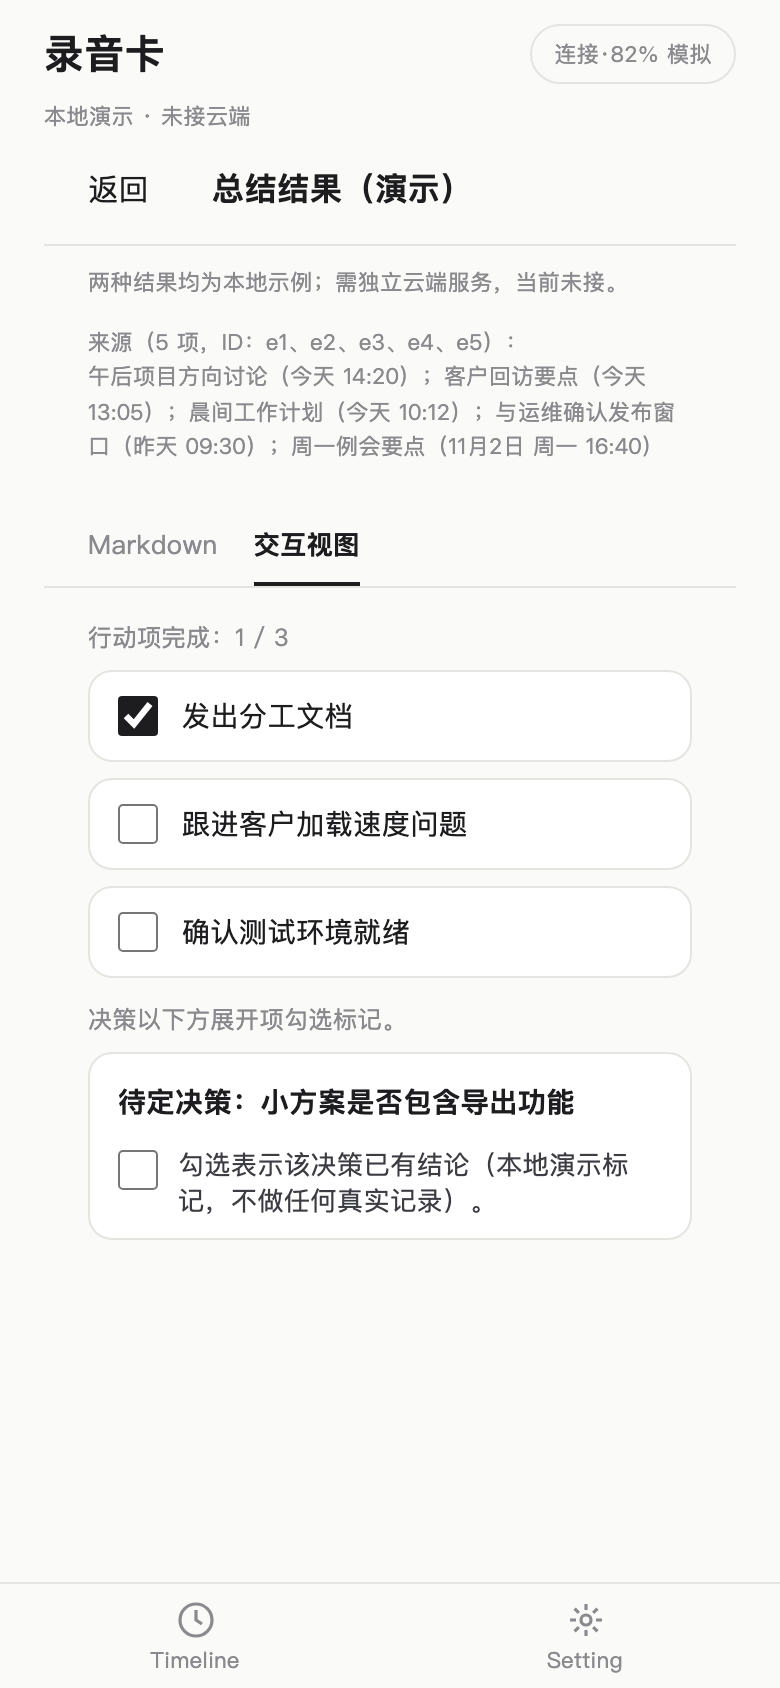 录音卡
连接·82% 模拟
本地演示 · 未接云端
返回
总结结果（演示）
两种结果均为本地示例；需独立云端服务，当前未接。
来源（5 项，ID：e1、e2、e3、e4、e5）：
午后项目方向讨论（今天 14:20）；客户回访要点（今天
13:05）；晨间工作计划（今天 10:12）；与运维确认发布窗
口（昨天 09:30）；周一例会要点（11月2日 周一 16:40）
Markdown
交互视图
行动项完成：1 / 3
发出分工文档
跟进客户加载速度问题
确认测试环境就绪
决策以下方展开项勾选标记。
待定决策：小方案是否包含导出功能
勾选表示该决策已有结论（本地演示标
记，不做任何真实记录）。
Timeline
Setting